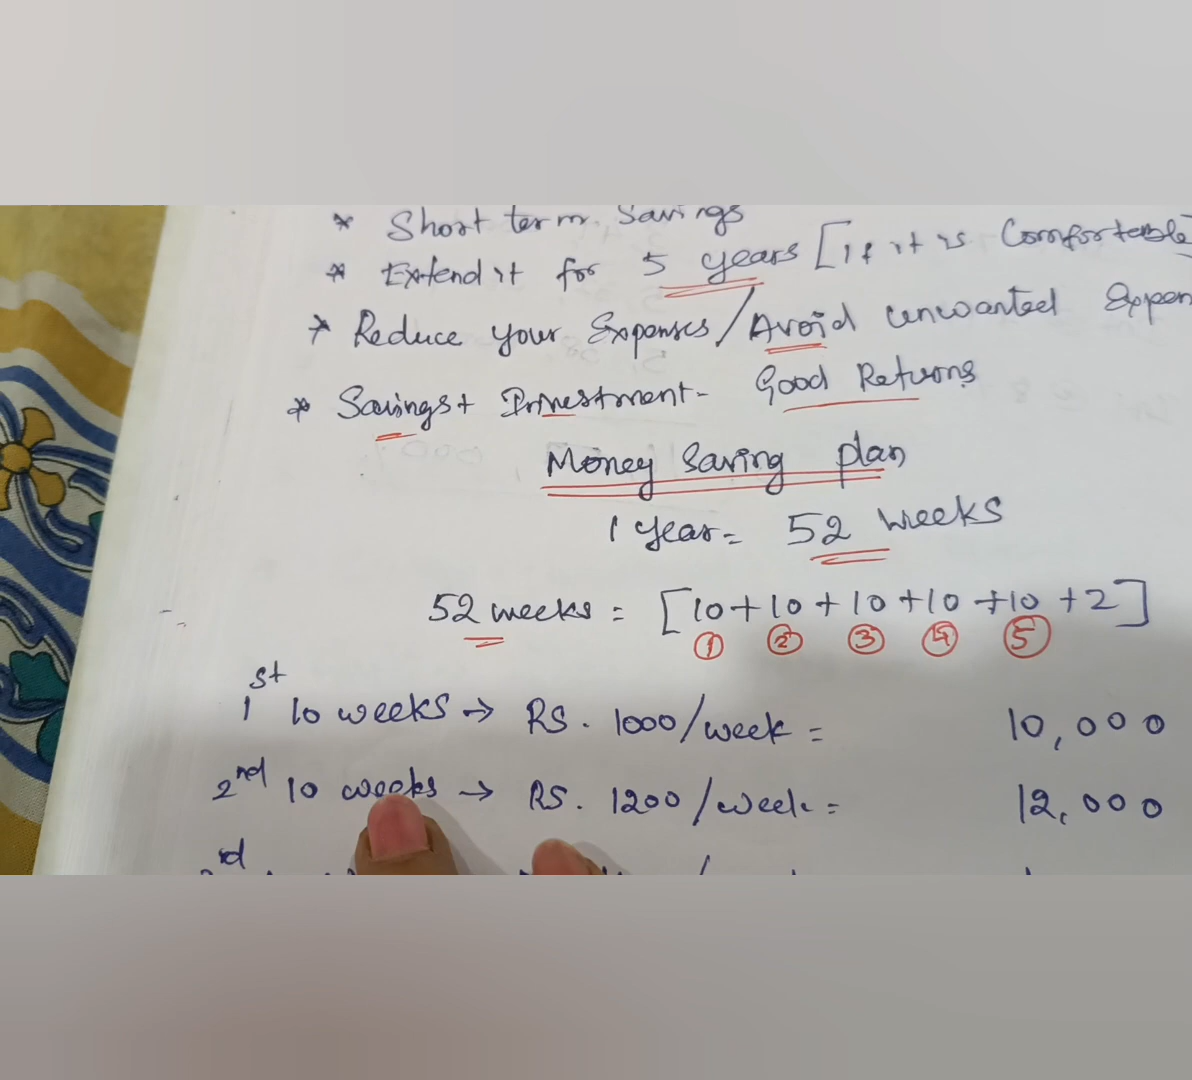 * Short term Savings
* Extend it for 5 years [if it is Comfortable]
* Reduce your Expenses/Avoid unwanted Expen
* Savings + Investment - Good Returns
Money Saving plan
1 year = 52 weeks
52 weeks = [10+10+10+10+10+2]
1 2 3 4 5
1st 10 weeks → RS. 1000/week = 10,000
2nd 10 weeks → RS. 1200/week = 12,000